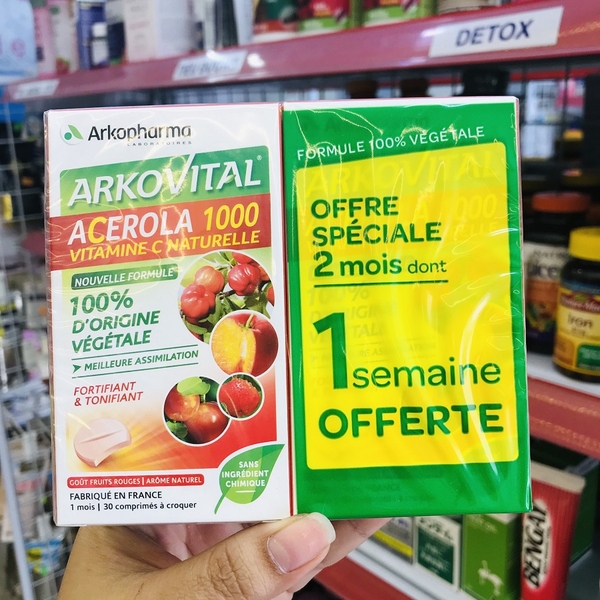 DETOX
Arkopharma
LABORATOIRES
ARKOVITAL®
ACEROLA 1000
VITAMINE C NATURELLE
NOUVELLE FORMULE
100%
D'ORIGINE
VÉGÉTALE
MEILLEURE ASSIMILATION
FORTIFIANT
& TONIFIANT
SANS
INGRÉDIENT
CHIMIQUE
GOÛT FRUITS ROUGES | ARÔME NATUREL
FABRIQUÉ EN FRANCE
1 mois | 30 comprimés à croquer
FORMULE 100% VÉGÉTALE
OFFRE
SPÉCIALE
2 mois dont
1 semaine
OFFERTE
Iron
BENGAY